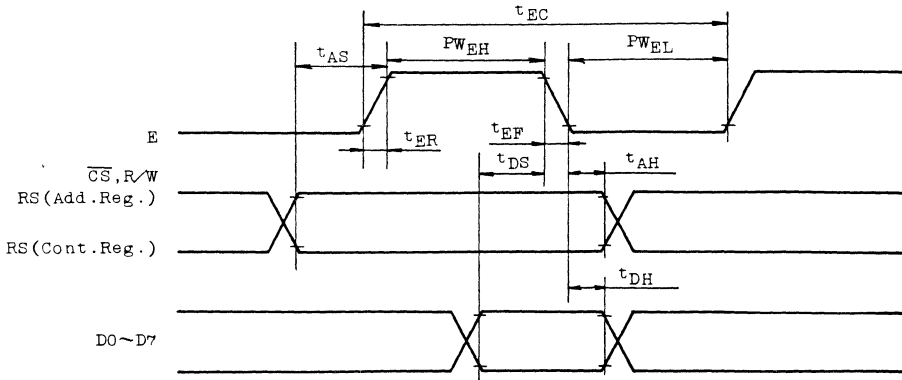 tEC
tAS
PWEH
PWEL
E
tER
tEF
tDS
tAH
CS, R/W
RS(Add.Reg.)
RS(Cont.Reg.)
tDH
D0~D7